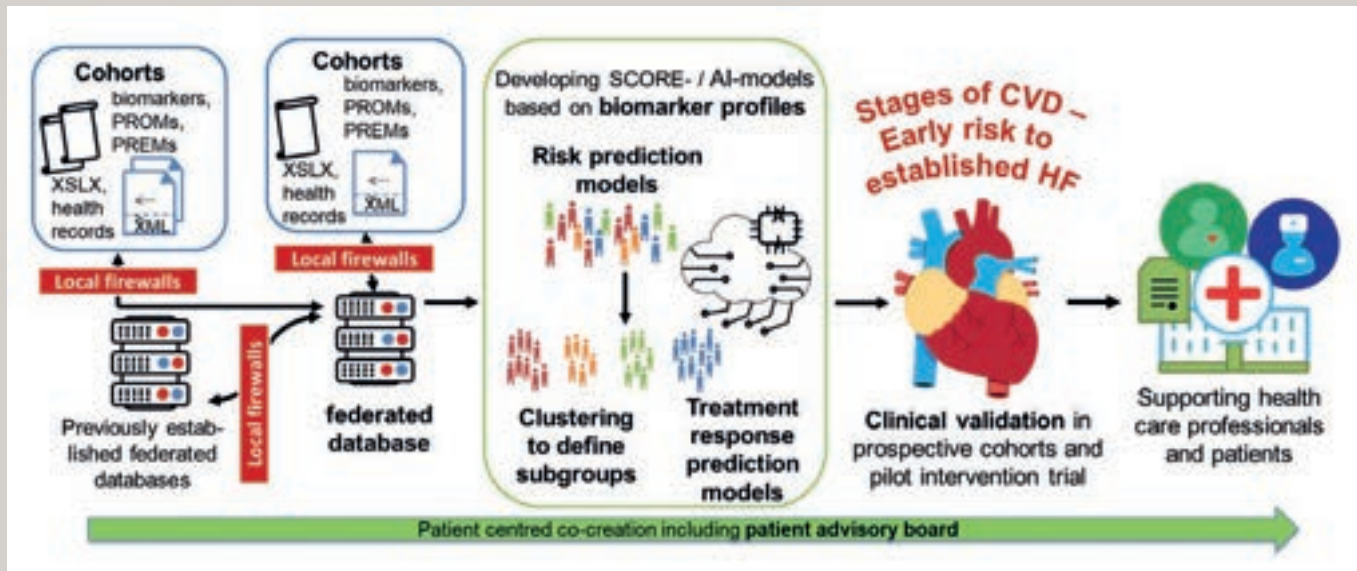 Cohorts
biomarkers,
PROMs,
PREMs
XSLX,
health
records
XML
Local firewalls
Previously estab-
lished federated
databases
Local firewalls
Cohorts
biomarkers,
PROMs,
PREMs
XSLX,
health
records
XML
Local firewalls
federated
database
Developing SCORE- / AI-models
based on biomarker profiles
Risk prediction
models
Clustering
to define
subgroups
Treatment
response
prediction
models
Stages of CVD –
Early risk to
established HF
Clinical validation in
prospective cohorts and
pilot intervention trial
Supporting health
care professionals
and patients
Patient centred co-creation including patient advisory board